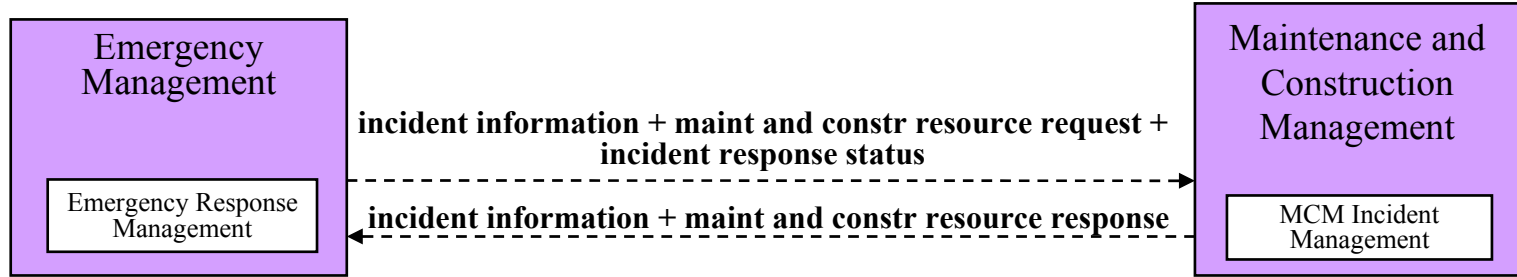 Emergency
Management
Emergency Response
Management
incident information + maint and constr resource request +
incident response status
incident information + maint and constr resource response
Maintenance and
Construction
Management
MCM Incident
Management